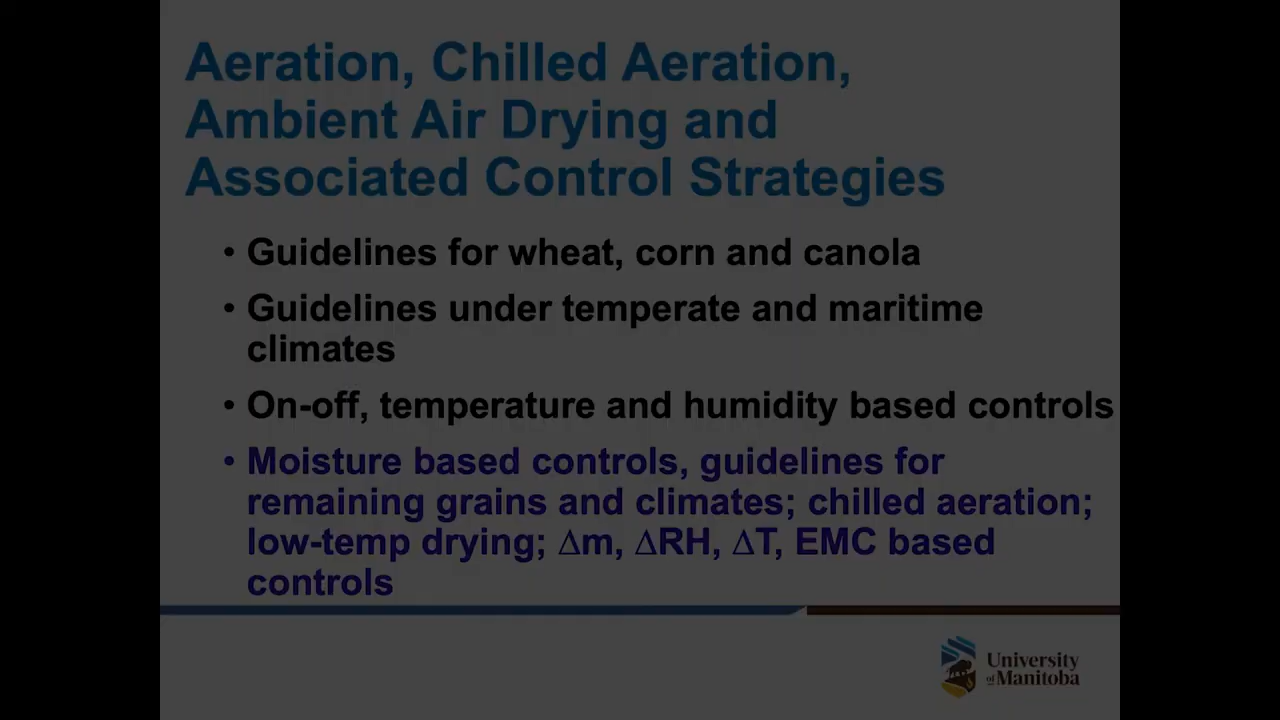 Aeration, Chilled Aeration,
Ambient Air Drying and
Associated Control Strategies
• Guidelines for wheat, corn and canola
• Guidelines under temperate and maritime
climates
• On-off, temperature and humidity based controls
• Moisture based controls, guidelines for
remaining grains and climates; chilled aeration;
low-temp drying; ∆m, ∆RH, ∆T, EMC based
controls
University
of Manitoba